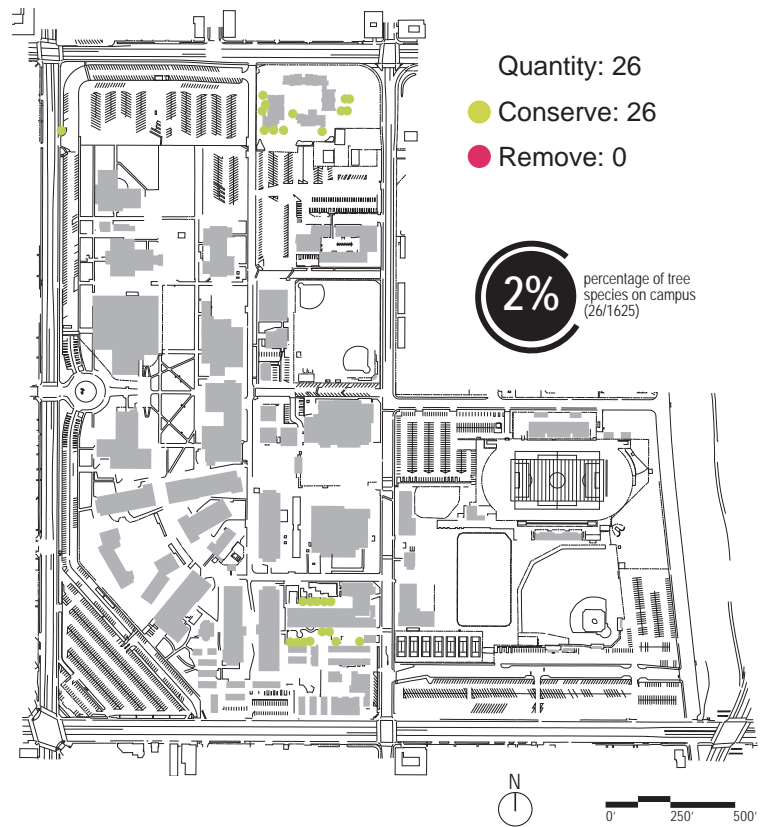 Quantity: 26
Conserve: 26
Remove: 0
2%
percentage of tree
species on campus
(26/1625)
N
0' 250' 500'